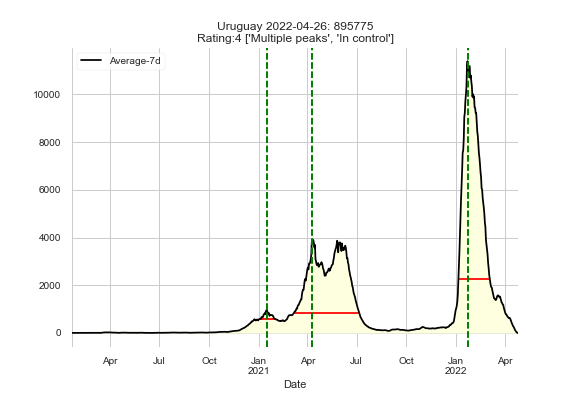 Uruguay 2022-04-26: 895775
Rating:4 ['Multiple peaks', 'In control']
Average-7d
10000
8000
6000
4000
2000
0
Apr Jul Oct Jan Apr Jul Oct Jan Apr
2021 2022
Date